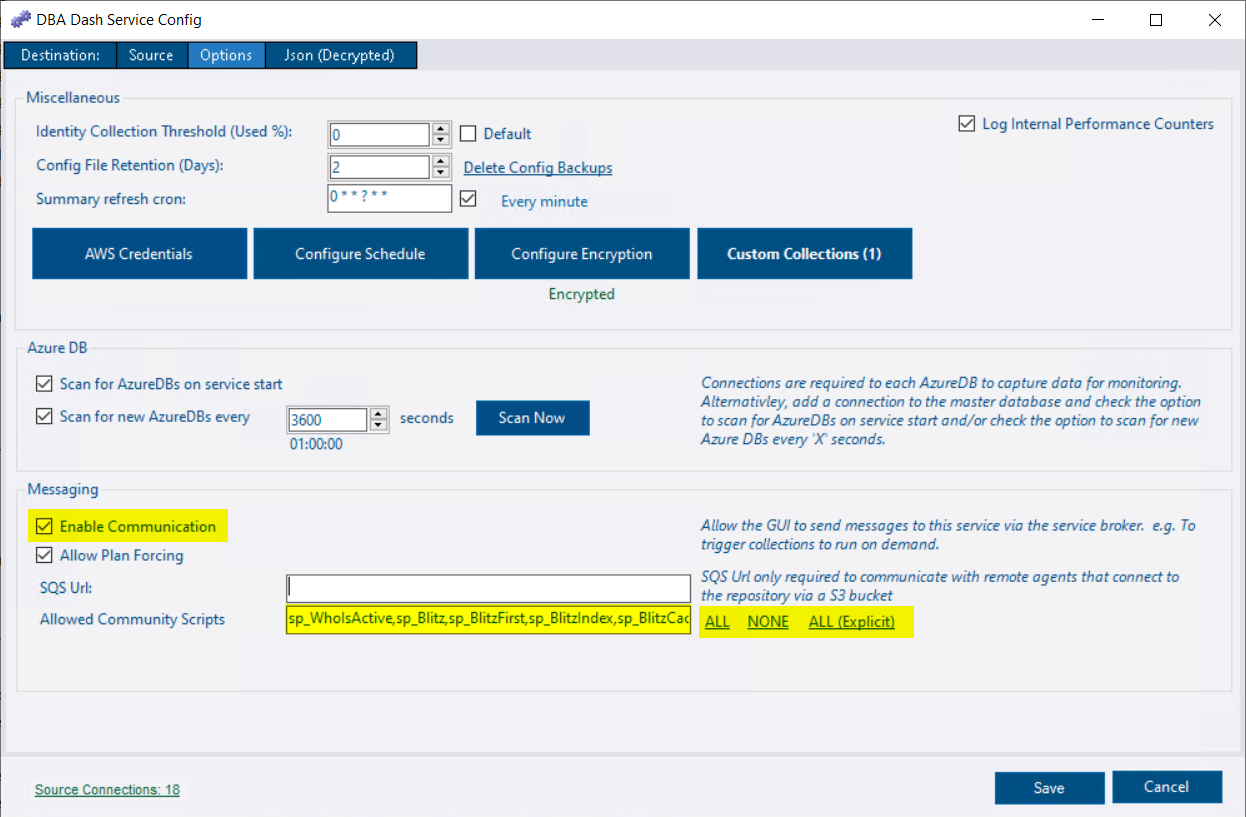 DBA Dash Service Config
Destination: Source Options Json (Decrypted)
Miscellaneous
Identity Collection Threshold (Used %): 0 Default Log Internal Performance Counters
Config File Retention (Days): 2 Delete Config Backups
Summary refresh cron: 0 * * ? * * Every minute
AWS Credentials Configure Schedule Configure Encryption Custom Collections (1)
Encrypted
Azure DB
Scan for AzureDBs on service start
Scan for new AzureDBs every 3600 seconds Scan Now
01:00:00
Connections are required to each AzureDB to capture data for monitoring.
Alternativley, add a connection to the master database and check the option
to scan for AzureDBs on service start and/or check the option to scan for new
Azure DBs every 'X' seconds.
Messaging
Enable Communication
Allow the GUI to send messages to this service via the service broker. e.g. To
trigger collections to run on demand.
Allow Plan Forcing
SQS Url:
SQS Url only required to communicate with remote agents that connect to
the repository via a S3 bucket
Allowed Community Scripts sp_WhoIsActive,sp_Blitz,sp_BlitzFirst,sp_BlitzIndex,sp_BlitzCac ALL NONE ALL (Explicit)
Source Connections: 18 Save Cancel